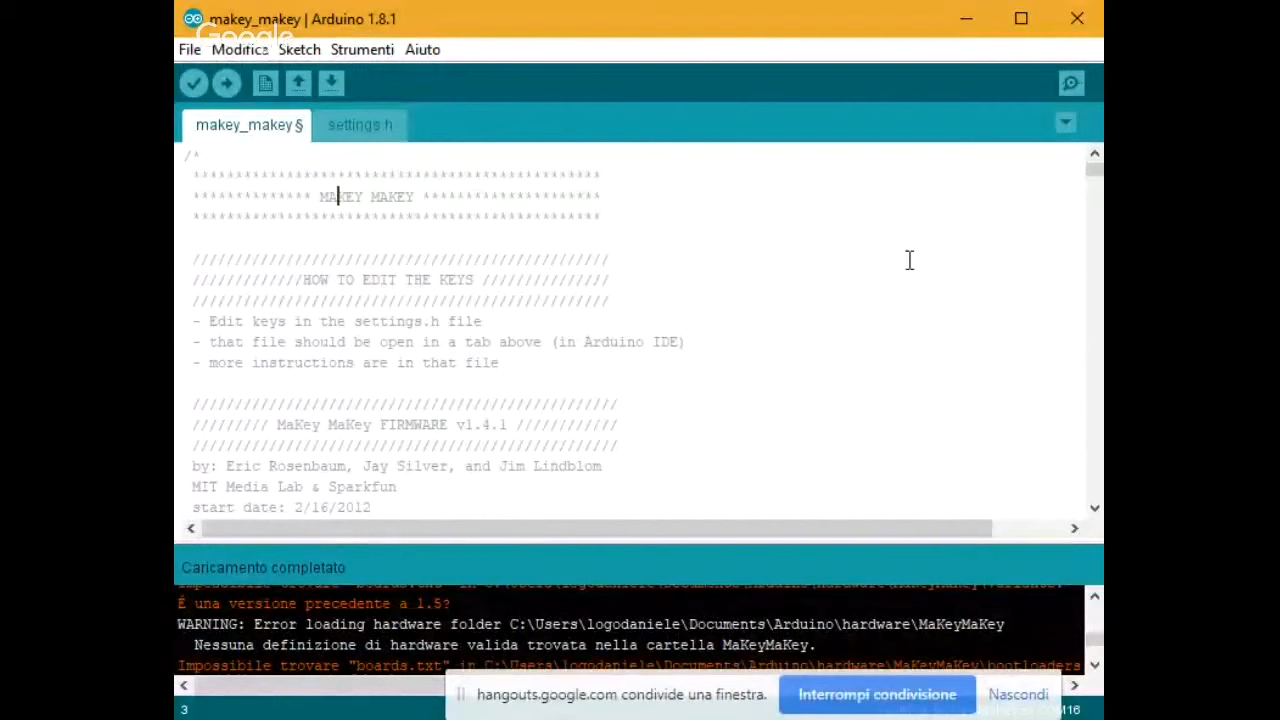 makey_makey | Arduino 1.8.1
Google
File Modifica Sketch Strumenti Aiuto
makey_makey § settings.h
/*
************************************************
************** MAKEY MAKEY *********************
************************************************
/////////////////////////////////////////////////
/////////////HOW TO EDIT THE KEYS ///////////////
/////////////////////////////////////////////////
- Edit keys in the settings.h file
- that file should be open in a tab above (in Arduino IDE)
- more instructions are in that file
//////////////////////////////////////////////////
///////// MaKey MaKey FIRMWARE v1.4.1 ////////////
//////////////////////////////////////////////////
by: Eric Rosenbaum, Jay Silver, and Jim Lindblom
MIT Media Lab & Sparkfun
start date: 2/16/2012
Caricamento completato
È una versione precedente a 1.5?
WARNING: Error loading hardware folder C:\Users\logodaniele\Documents\Arduino\hardware\MaKeyMaKey
Nessuna definizione di hardware valida trovata nella cartella MaKeyMaKey.
Impossibile trovare "boards.txt" in C:\Users\logodaniele\Documents\Arduino\hardware\MaKeyMaKey\bootloaders
hangouts.google.com condivide una finestra. Interrompi condivisione Nascondi
3